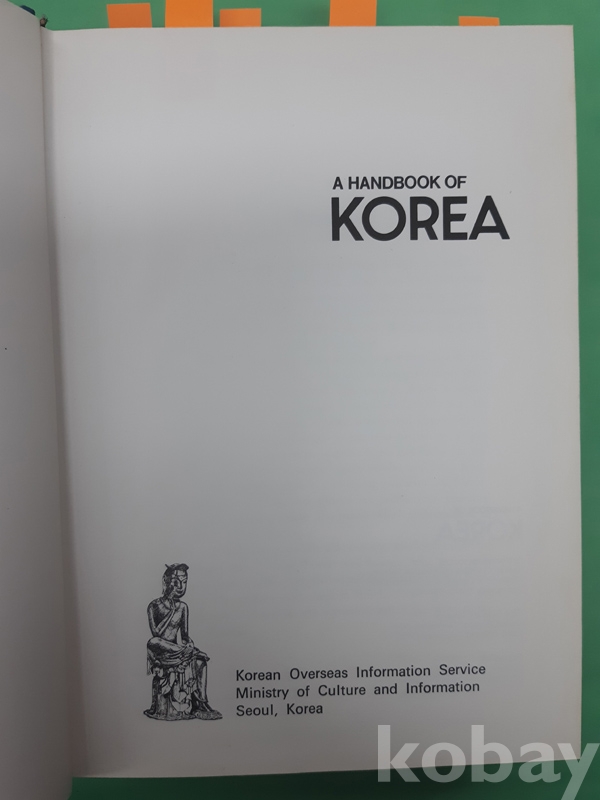 A HANDBOOK OF
KOREA
Korean Overseas Information Service
Ministry of Culture and Information
Seoul, Korea
kobay